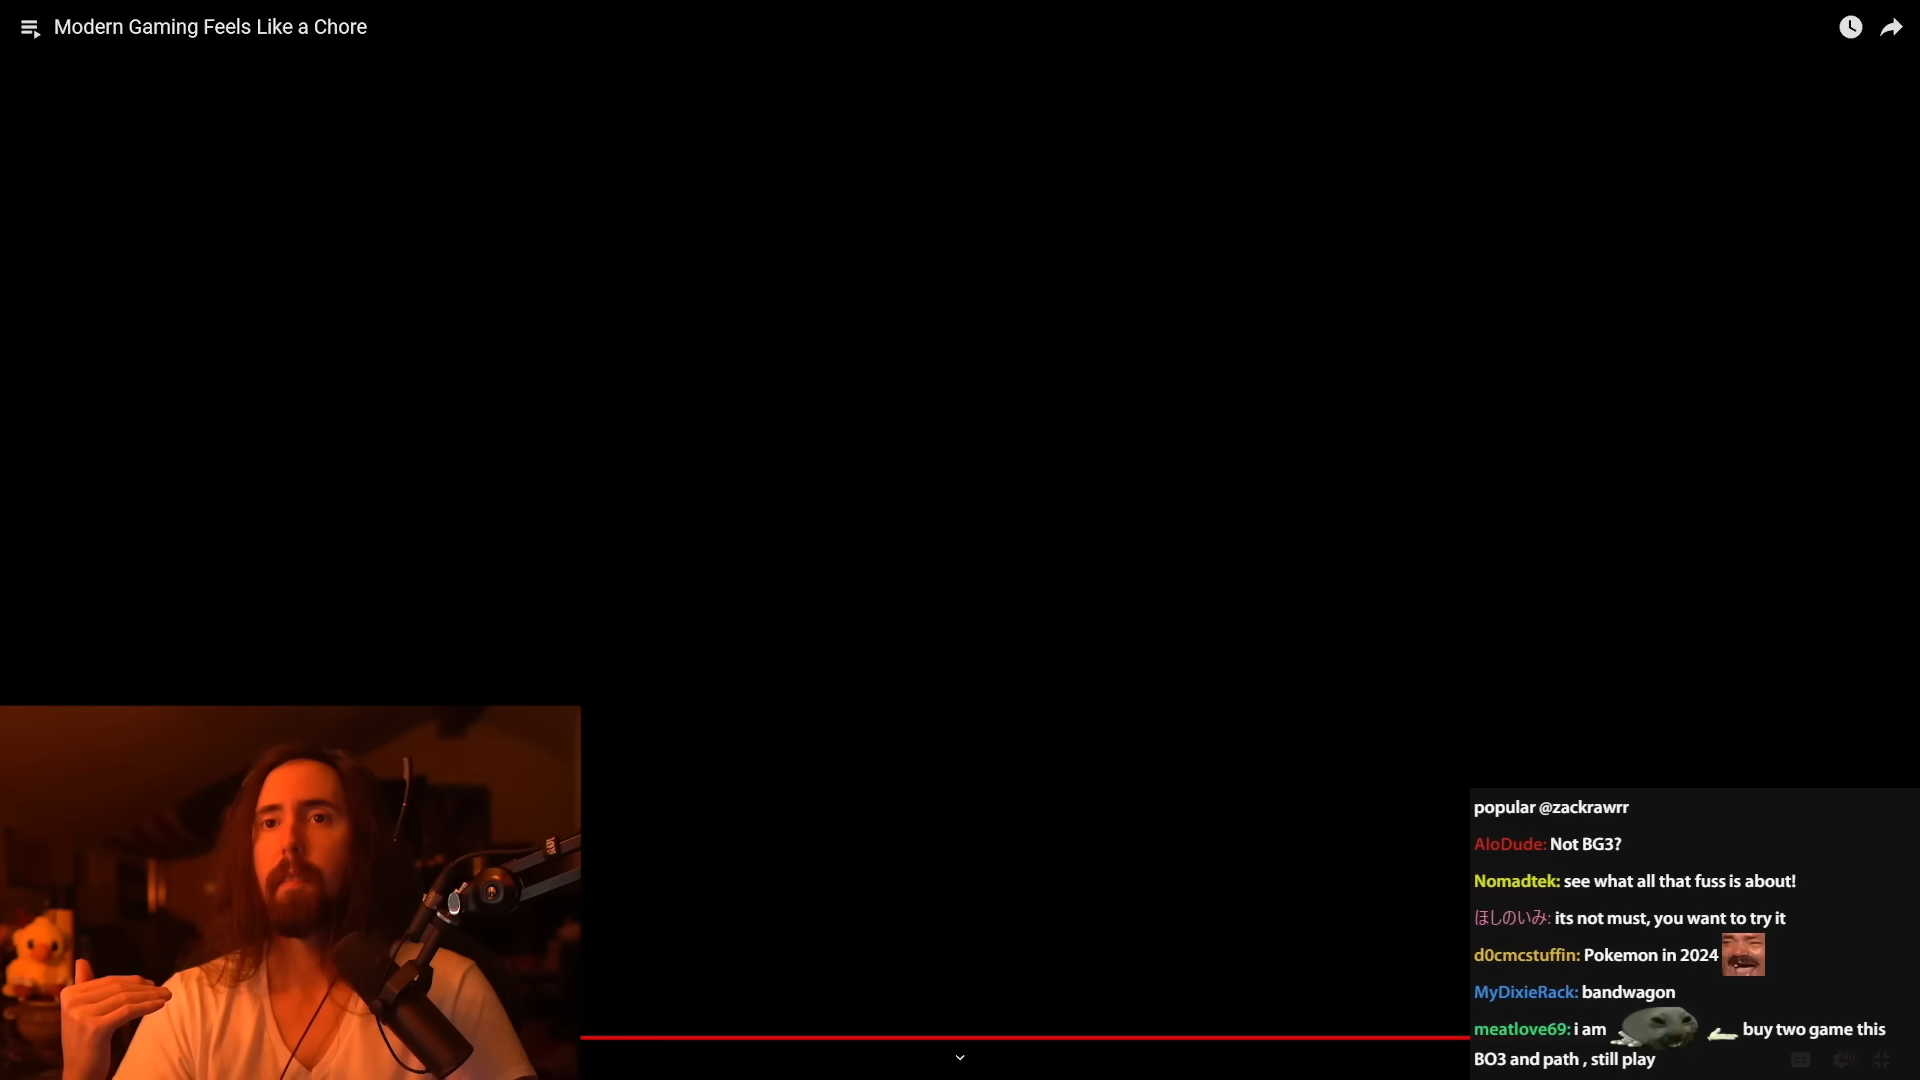 Modern Gaming Feels Like a Chore
popular @zackrawrr
AloDude: Not BG3?
Nomadtek: see what all that fuss is about!
ほしのいみ: its not must, you want to try it
d0cmcstuffin: Pokemon in 2024
MyDixieRack: bandwagon
meatlove69: i am buy two game this
BO3 and path , still play